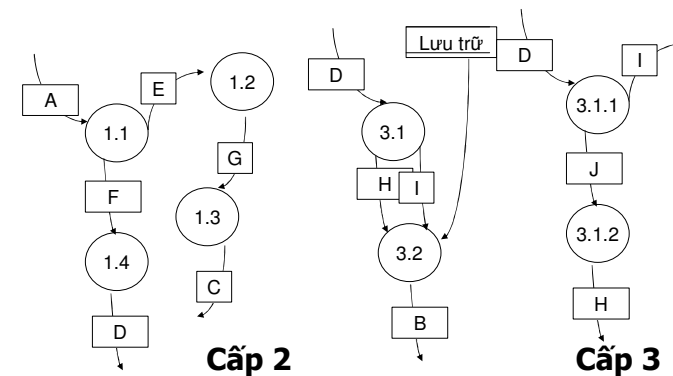 A
E
1.1
1.2
F
G
1.3
1.4
C
D
Cấp 2
Lưu trữ
D
3.1
H
I
3.2
B
D
I
3.1.1
J
3.1.2
H
Cấp 3